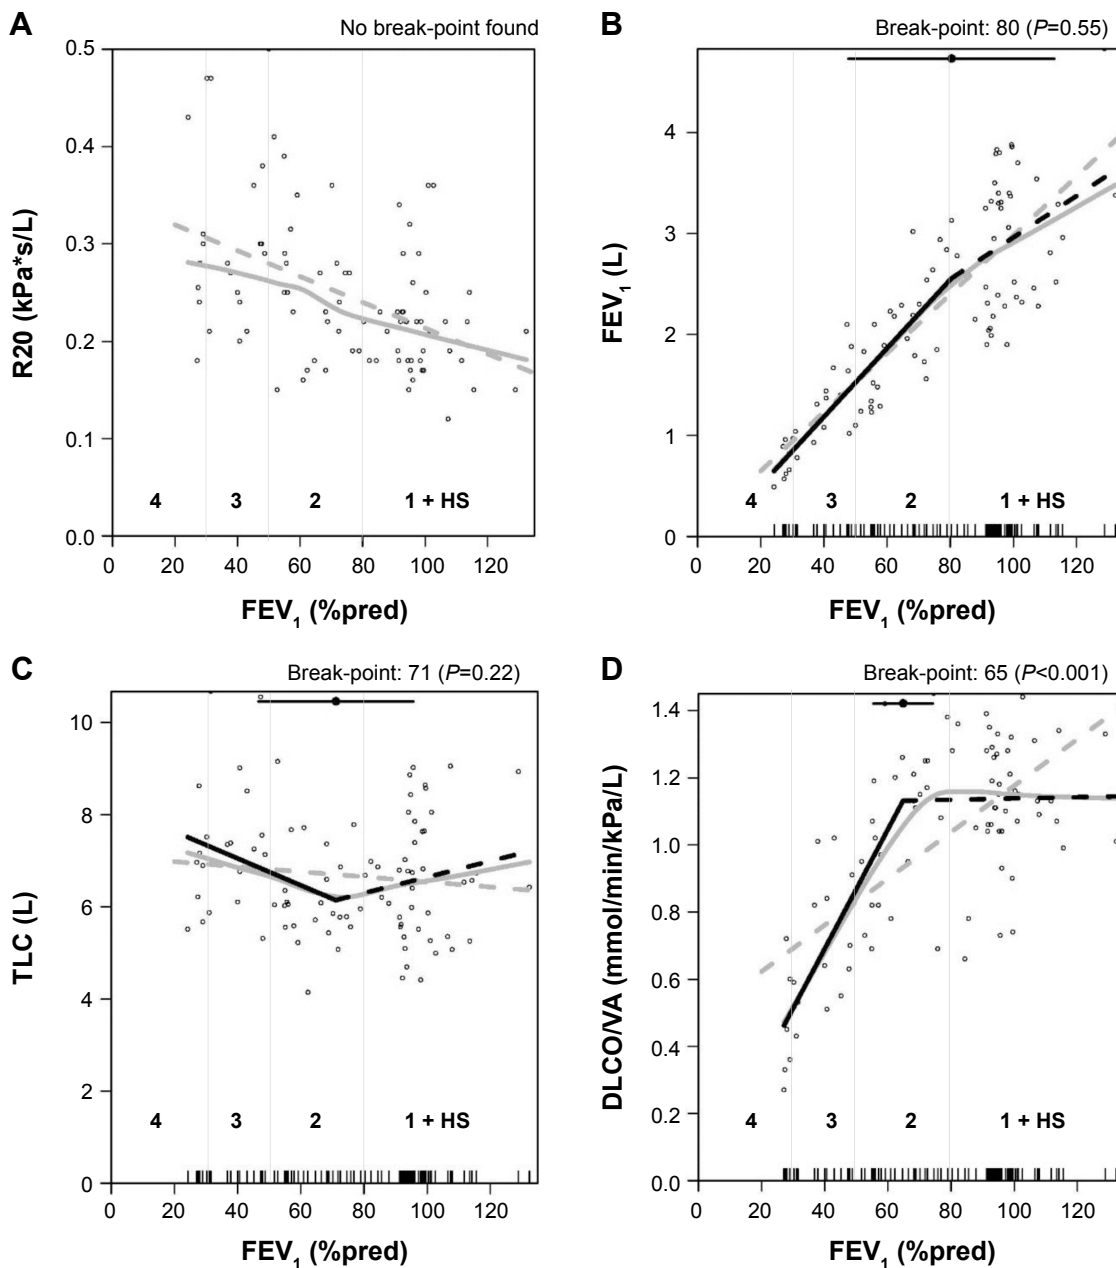 A No break-point found
0.5
0.4
0.3
0.2
0.1
0.0
R20 (kPa*s/L)
4 3 2 1 + HS
0 20 40 60 80 100 120
FEV1 (%pred)
B Break-point: 80 (P=0.55)
4
3
2
1
0
FEV1 (L)
4 3 2 1 + HS
0 20 40 60 80 100 120
FEV1 (%pred)
C Break-point: 71 (P=0.22)
10
8
6
4
2
0
TLC (L)
4 3 2 1 + HS
0 20 40 60 80 100 120
FEV1 (%pred)
D Break-point: 65 (P<0.001)
1.4
1.2
1.0
0.8
0.6
0.4
0.2
0.0
DLCO/VA (mmol/min/kPa/L)
4 3 2 1 + HS
0 20 40 60 80 100 120
FEV1 (%pred)